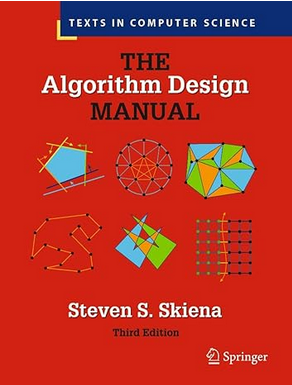 TEXTS IN COMPUTER SCIENCE
THE
Algorithm Design
MANUAL
Steven S. Skiena
Third Edition
Springer